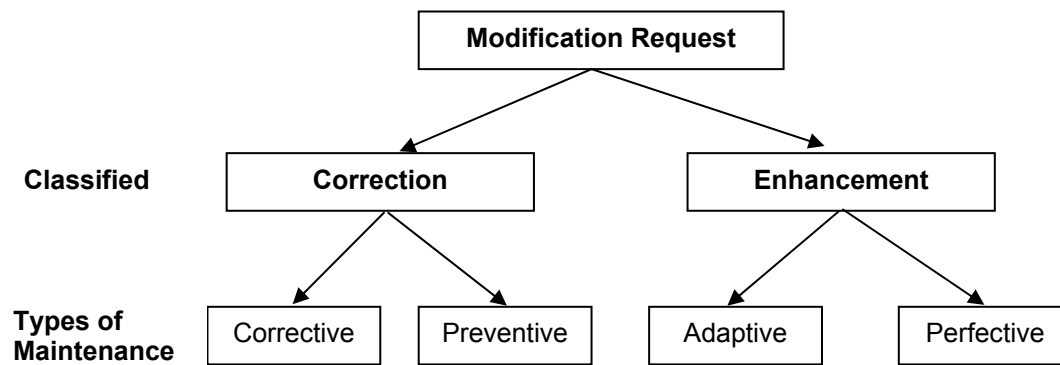 Modification Request
Classified
Correction
Enhancement
Types of
Maintenance
Corrective
Preventive
Adaptive
Perfective